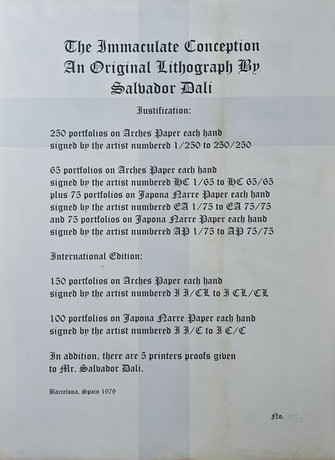 The Immaculate Conception
An Original Lithograph By
Salvador Dali
Justification:
250 portfolios on Arches Paper each hand
signed by the artist numbered 1/250 to 250/250
65 portfolios on Arches Paper each hand
signed by the artist numbered HC 1/65 to HC 65/65
plus 75 portfolios on Japona Narre Paper each hand
signed by the artist numbered EA 1/75 to EA 75/75
and 75 portfolios on Japona Narre Paper each hand
signed by the artist numbered AP 1/75 to AP 75/75
International Edition:
150 portfolios on Arches Paper each hand
signed by the artist numbered I I/CL to I CL/CL
100 portfolios on Japona Narre Paper each hand
signed by the artist numbered I I/C to I C/C
In addition, there are 5 printers proofs given
to Mr. Salvador Dali.
Barcelona, Spain 1979
No.